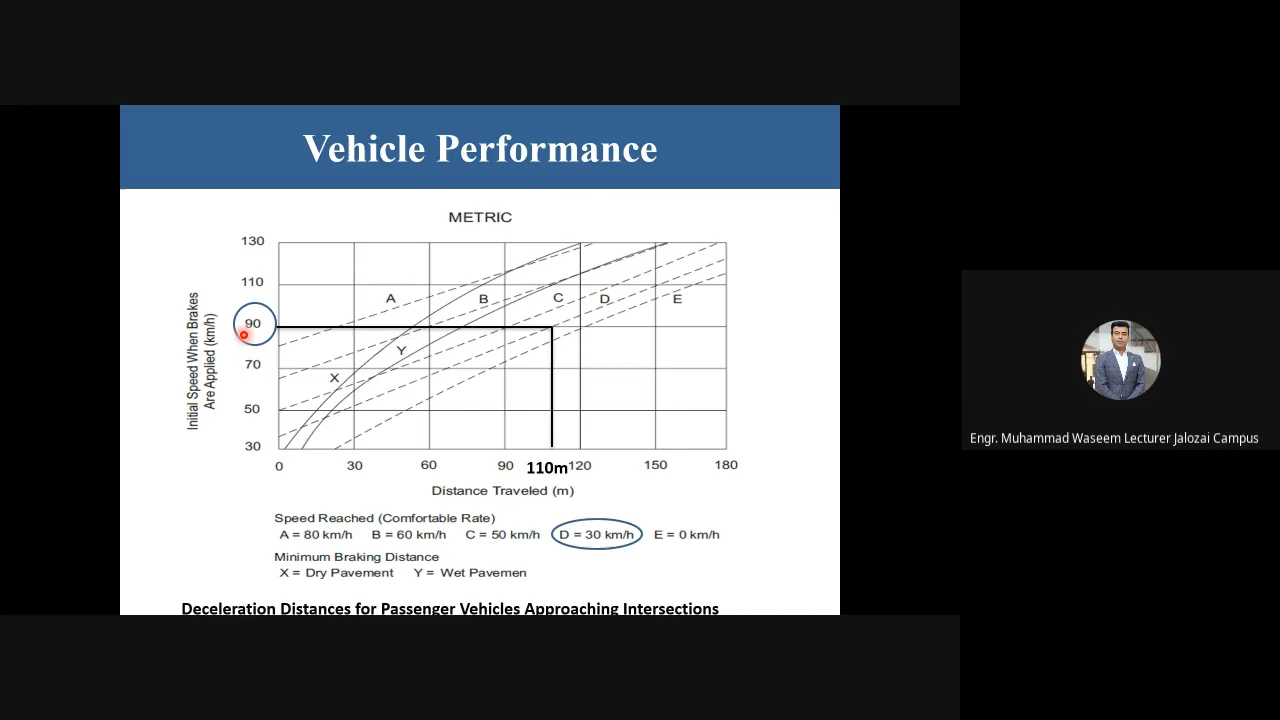 Vehicle Performance
METRIC
130
110
90
70
50
30
Initial Speed When Brakes
Are Applied (km/h)
A
B
C
D
E
Y
X
0 30 60 90 110m 120 150 180
Distance Traveled (m)
Speed Reached (Comfortable Rate)
A = 80 km/h B = 60 km/h C = 50 km/h D = 30 km/h E = 0 km/h
Minimum Braking Distance
X = Dry Pavement Y = Wet Pavemen
Deceleration Distances for Passenger Vehicles Approaching Intersections
Engr. Muhammad Waseem Lecturer Jalozai Campus